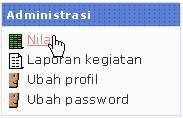 Administrasi
Nilai
Laporan kegiatan
Ubah profil
Ubah password